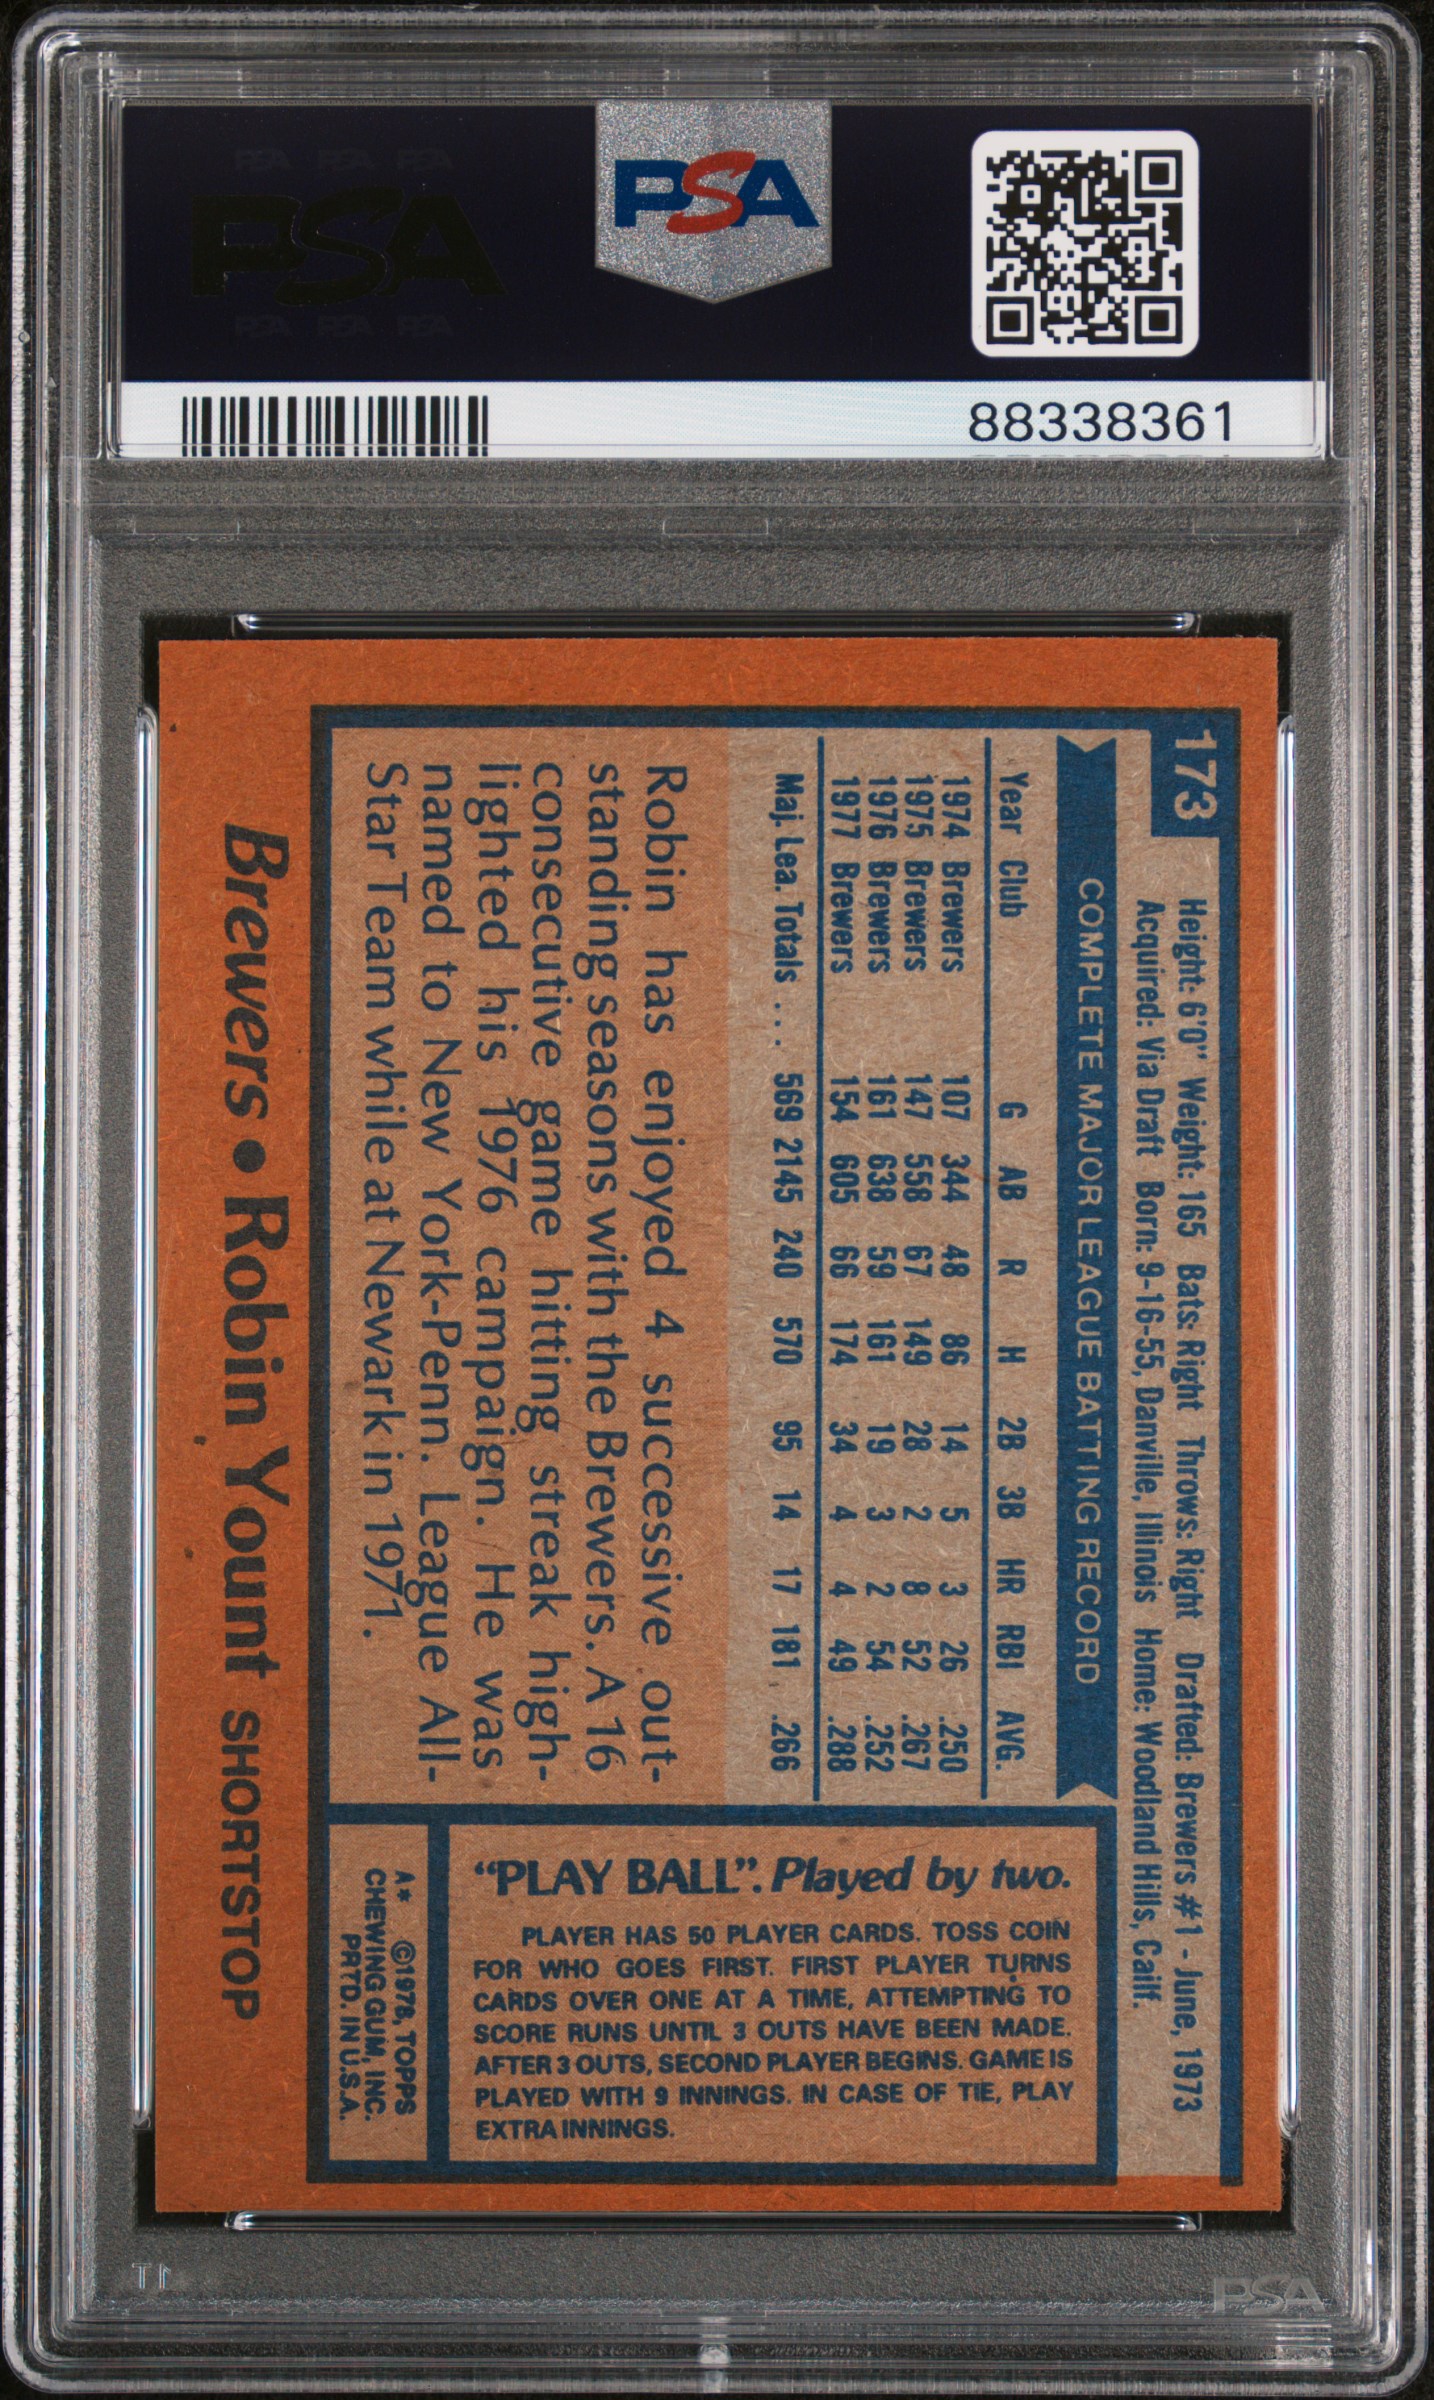 PSA
PSA PSA PSA
PSA
PSA PSA PSA
88338361
173
Height: 6'0" Weight: 165 Bats: Right Throws: Right Drafted: Brewers #1 - June, 1973
Acquired: Via Draft Born: 9-16-55, Danville, Illinois Home: Woodland Hills, Cailf.
COMPLETE MAJOR LEAGUE BATTING RECORD
Year Club G AB R H 2B 3B HR RBI AVG.
1974 Brewers 107 344 48 86 14 5 3 26 .250
1975 Brewers 147 558 67 149 28 2 8 52 .267
1976 Brewers 161 638 59 161 19 3 2 54 .252
1977 Brewers 154 605 66 174 34 4 4 49 .288
Maj. Lea. Totals . . . 569 2145 240 570 95 14 17 181 .266
Robin has enjoyed 4 successive out-
standing seasons with the Brewers. A 16
consecutive game hitting streak high-
lighted his 1976 campaign. He was
named to New York-Penn. League All-
Star Team while at Newark in 1971.
"PLAY BALL". Played by two.
PLAYER HAS 50 PLAYER CARDS. TOSS COIN
FOR WHO GOES FIRST. FIRST PLAYER TURNS
CARDS OVER ONE AT A TIME, ATTEMPTING TO
SCORE RUNS UNTIL 3 OUTS HAVE BEEN MADE.
AFTER 3 OUTS, SECOND PLAYER BEGINS. GAME IS
PLAYED WITH 9 INNINGS. IN CASE OF TIE, PLAY
EXTRA INNINGS.
A* ©1978, TOPPS
CHEWING GUM, INC.
PRTD. IN U.S.A.
Brewers • Robin Yount SHORTSTOP
PSA